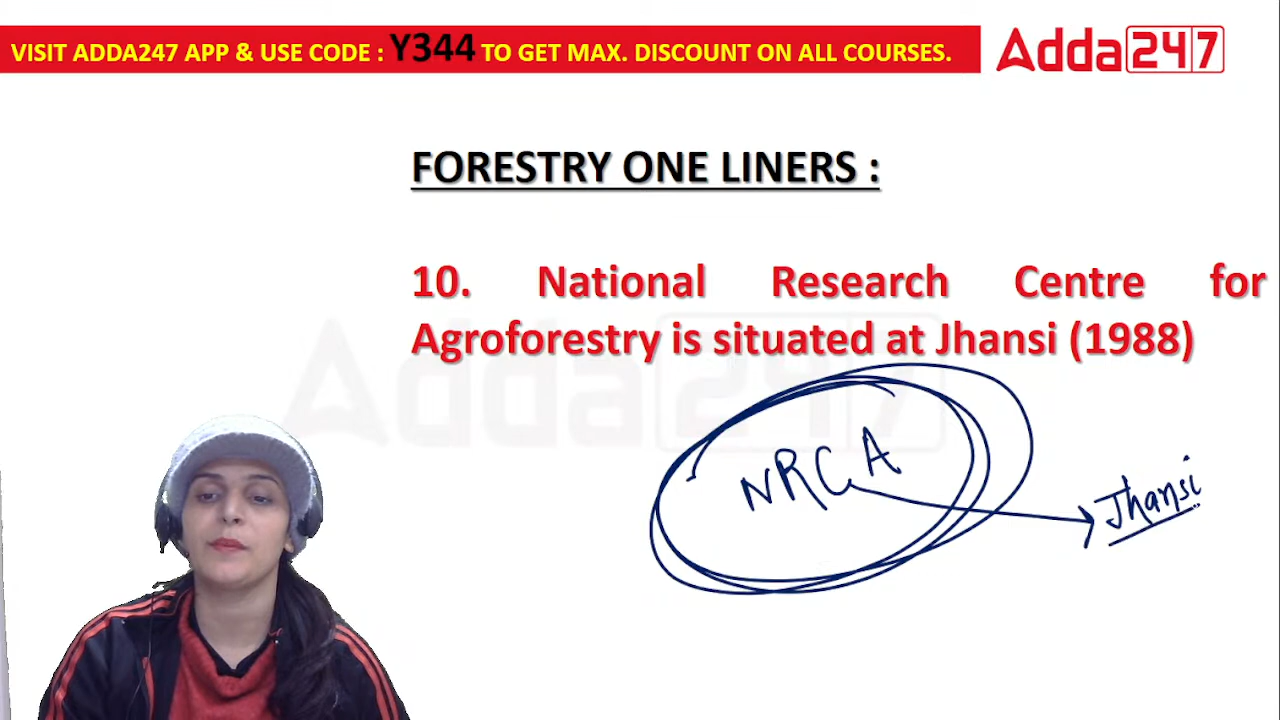 VISIT ADDA247 APP & USE CODE : Y344 TO GET MAX. DISCOUNT ON ALL COURSES.
Adda247
FORESTRY ONE LINERS :
10. National Research Centre for
Agroforestry is situated at Jhansi (1988)
Adda247
NRCA
Jhansi